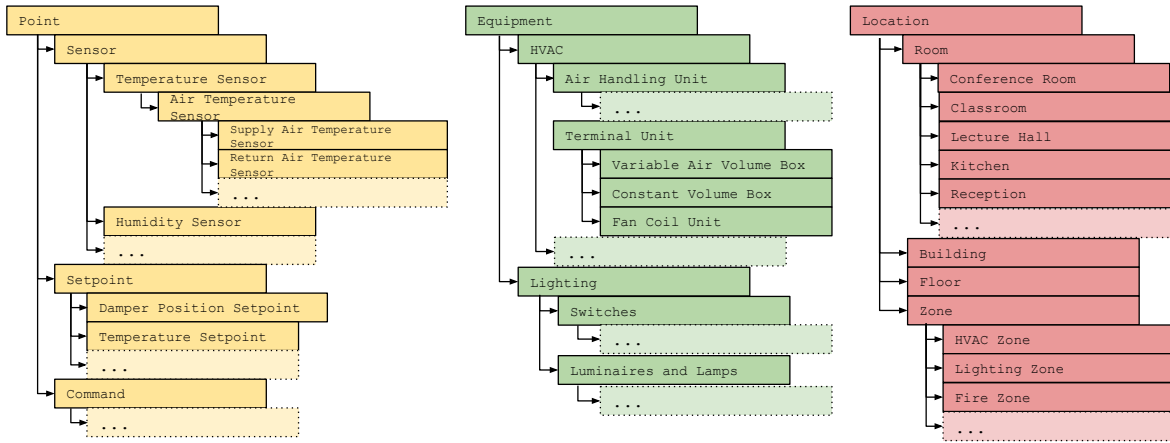 Point
Sensor
Temperature Sensor
Air Temperature
Sensor
Supply Air Temperature
Sensor
Return Air Temperature
Sensor
...
Humidity Sensor
...
Setpoint
Damper Position Setpoint
Temperature Setpoint
...
Command
...
Equipment
HVAC
Air Handling Unit
...
Terminal Unit
Variable Air Volume Box
Constant Volume Box
Fan Coil Unit
...
Lighting
Switches
...
Luminaires and Lamps
...
Location
Room
Conference Room
Classroom
Lecture Hall
Kitchen
Reception
...
Building
Floor
Zone
HVAC Zone
Lighting Zone
Fire Zone
...